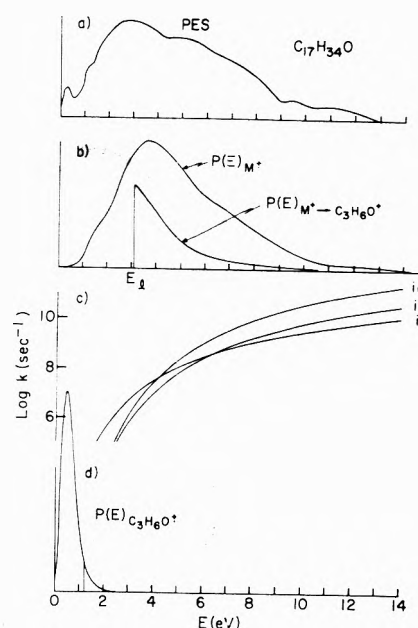 a) PES C17H34O
b) P(E)M+
P(E)M+ → C3H6O+
Eℓ
c)
Log k (sec-1)
10
8
6
d)
P(E)C3H6O+
0 2 4 6 8 10 12 14
E(eV)